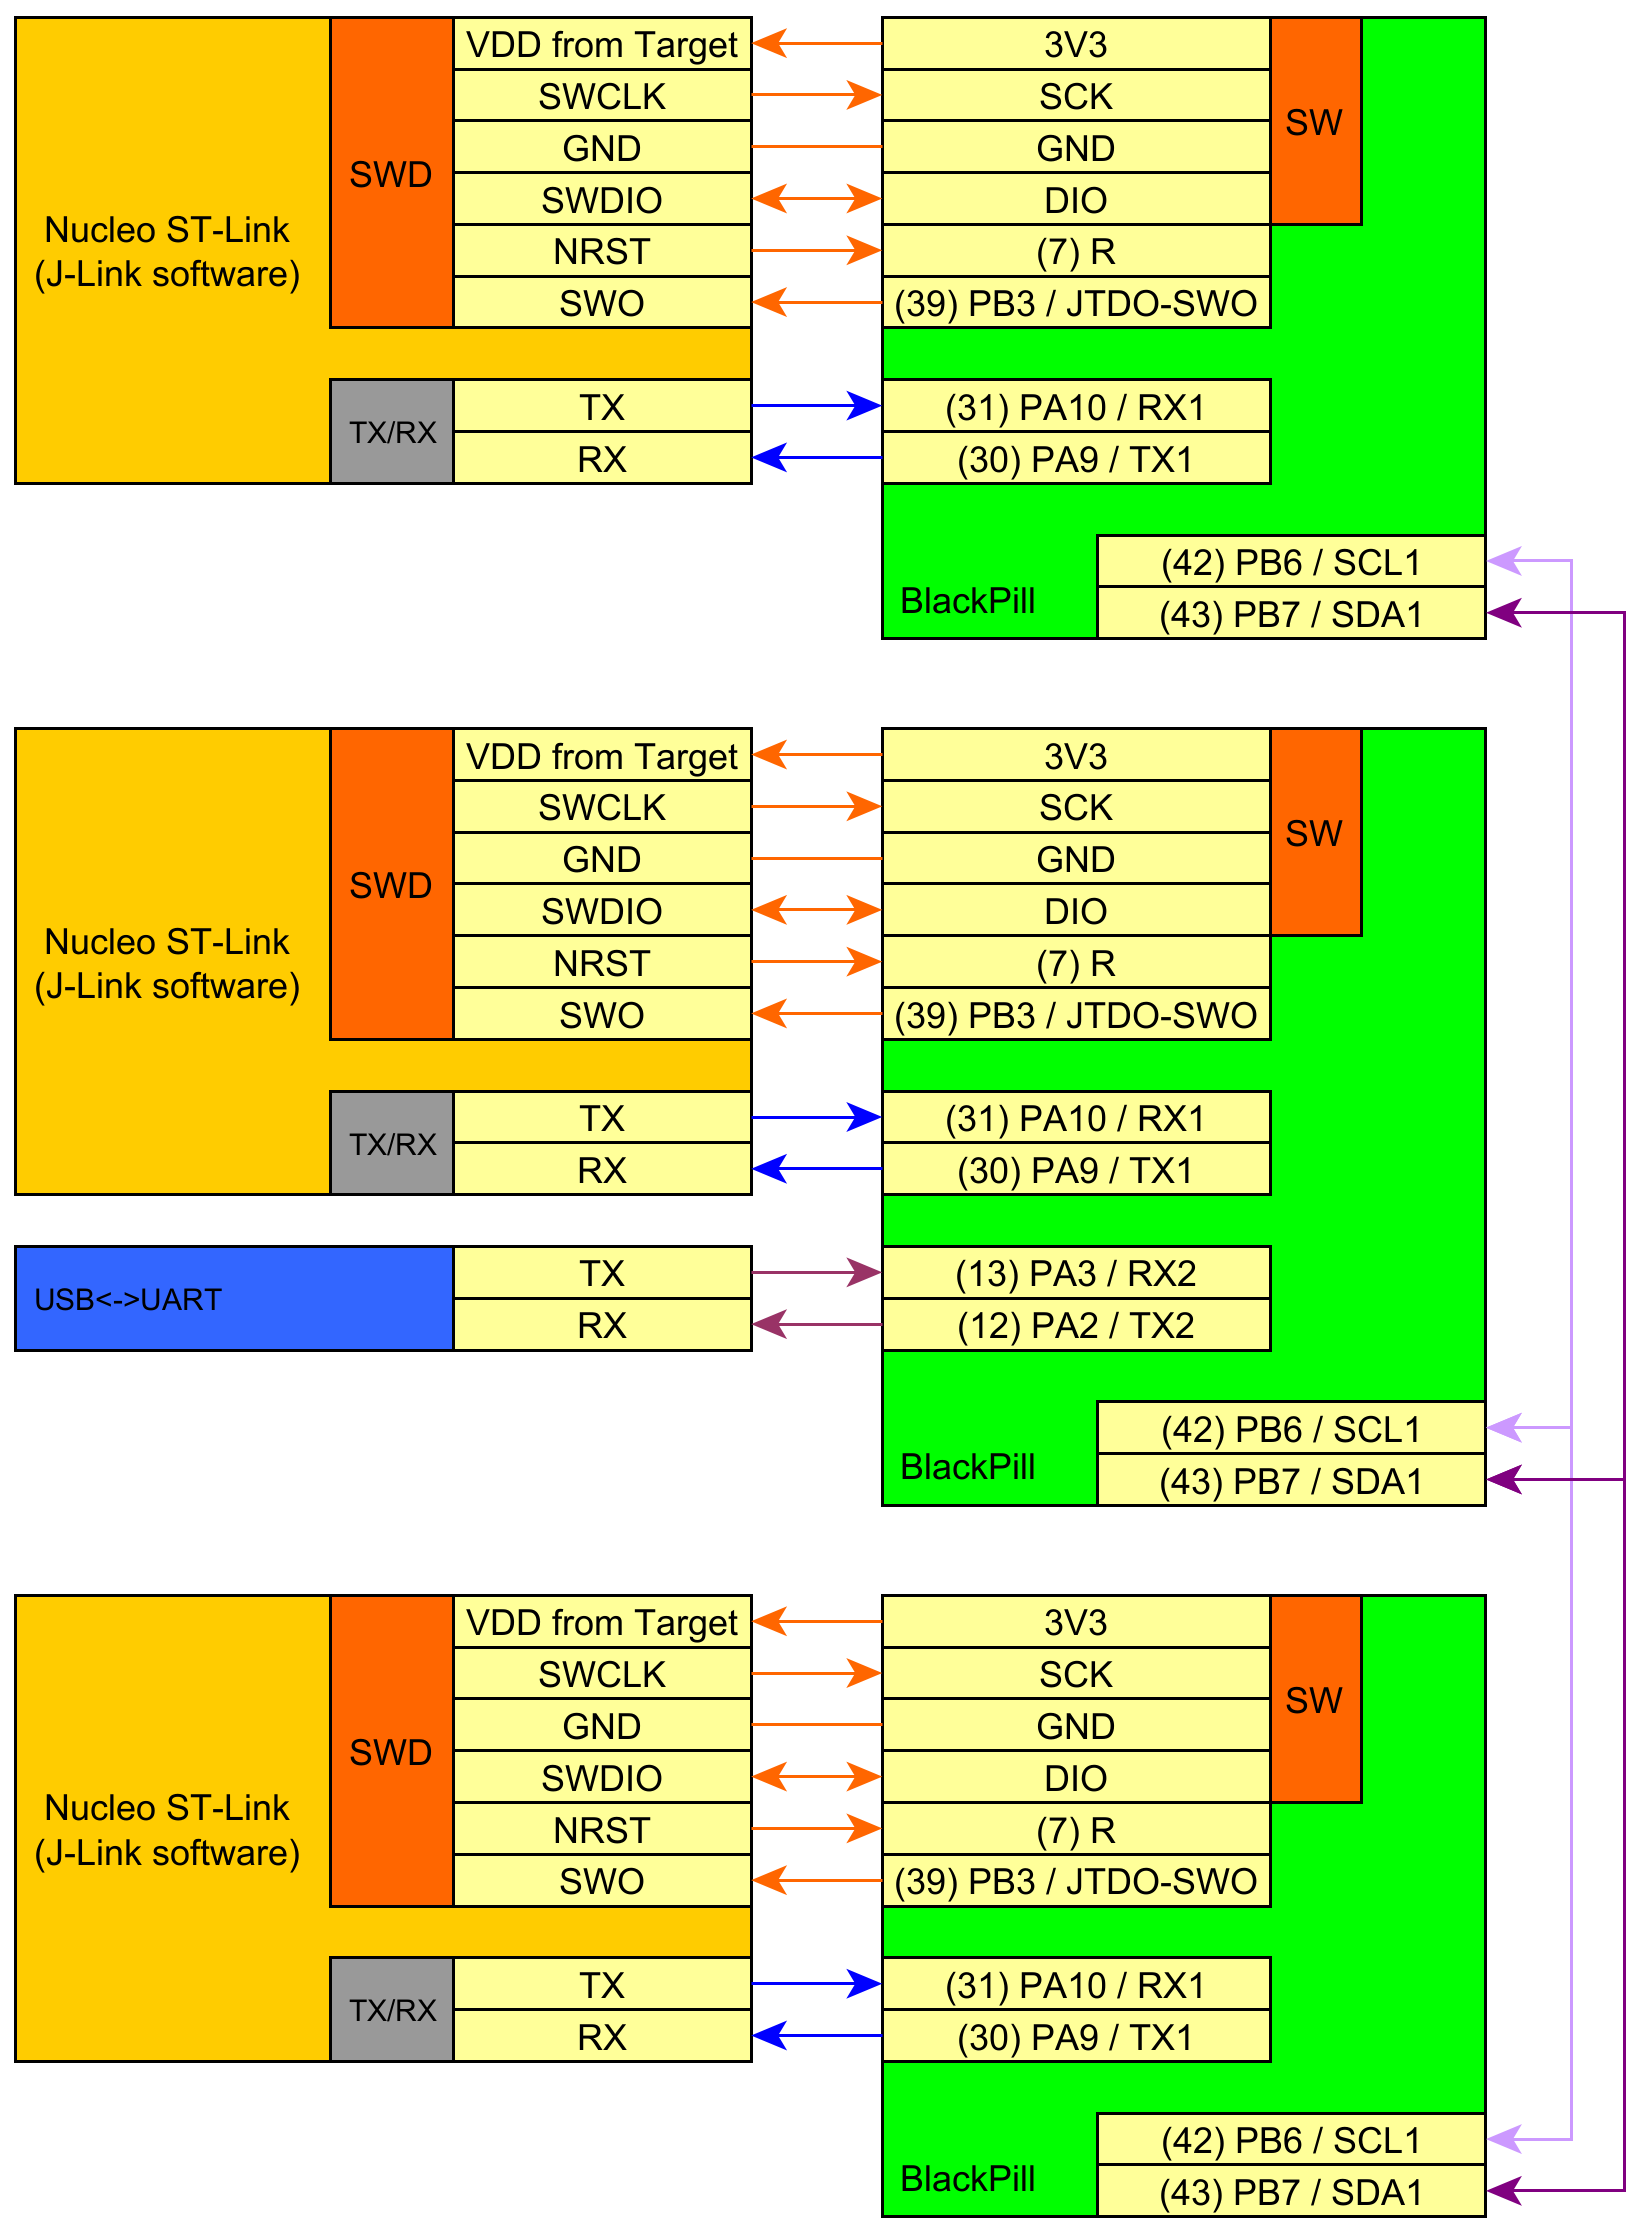 Nucleo ST-Link
(J-Link software)
SWD
VDD from Target
SWCLK
GND
SWDIO
NRST
SWO
TX/RX
TX
RX
3V3
SCK
GND
DIO
(7) R
(39) PB3 / JTDO-SWO
SW
(31) PA10 / RX1
(30) PA9 / TX1
BlackPill
(42) PB6 / SCL1
(43) PB7 / SDA1
Nucleo ST-Link
(J-Link software)
SWD
VDD from Target
SWCLK
GND
SWDIO
NRST
SWO
TX/RX
TX
RX
USB<->UART
TX
RX
3V3
SCK
GND
DIO
(7) R
(39) PB3 / JTDO-SWO
SW
(31) PA10 / RX1
(30) PA9 / TX1
(13) PA3 / RX2
(12) PA2 / TX2
BlackPill
(42) PB6 / SCL1
(43) PB7 / SDA1
Nucleo ST-Link
(J-Link software)
SWD
VDD from Target
SWCLK
GND
SWDIO
NRST
SWO
TX/RX
TX
RX
3V3
SCK
GND
DIO
(7) R
(39) PB3 / JTDO-SWO
SW
(31) PA10 / RX1
(30) PA9 / TX1
BlackPill
(42) PB6 / SCL1
(43) PB7 / SDA1